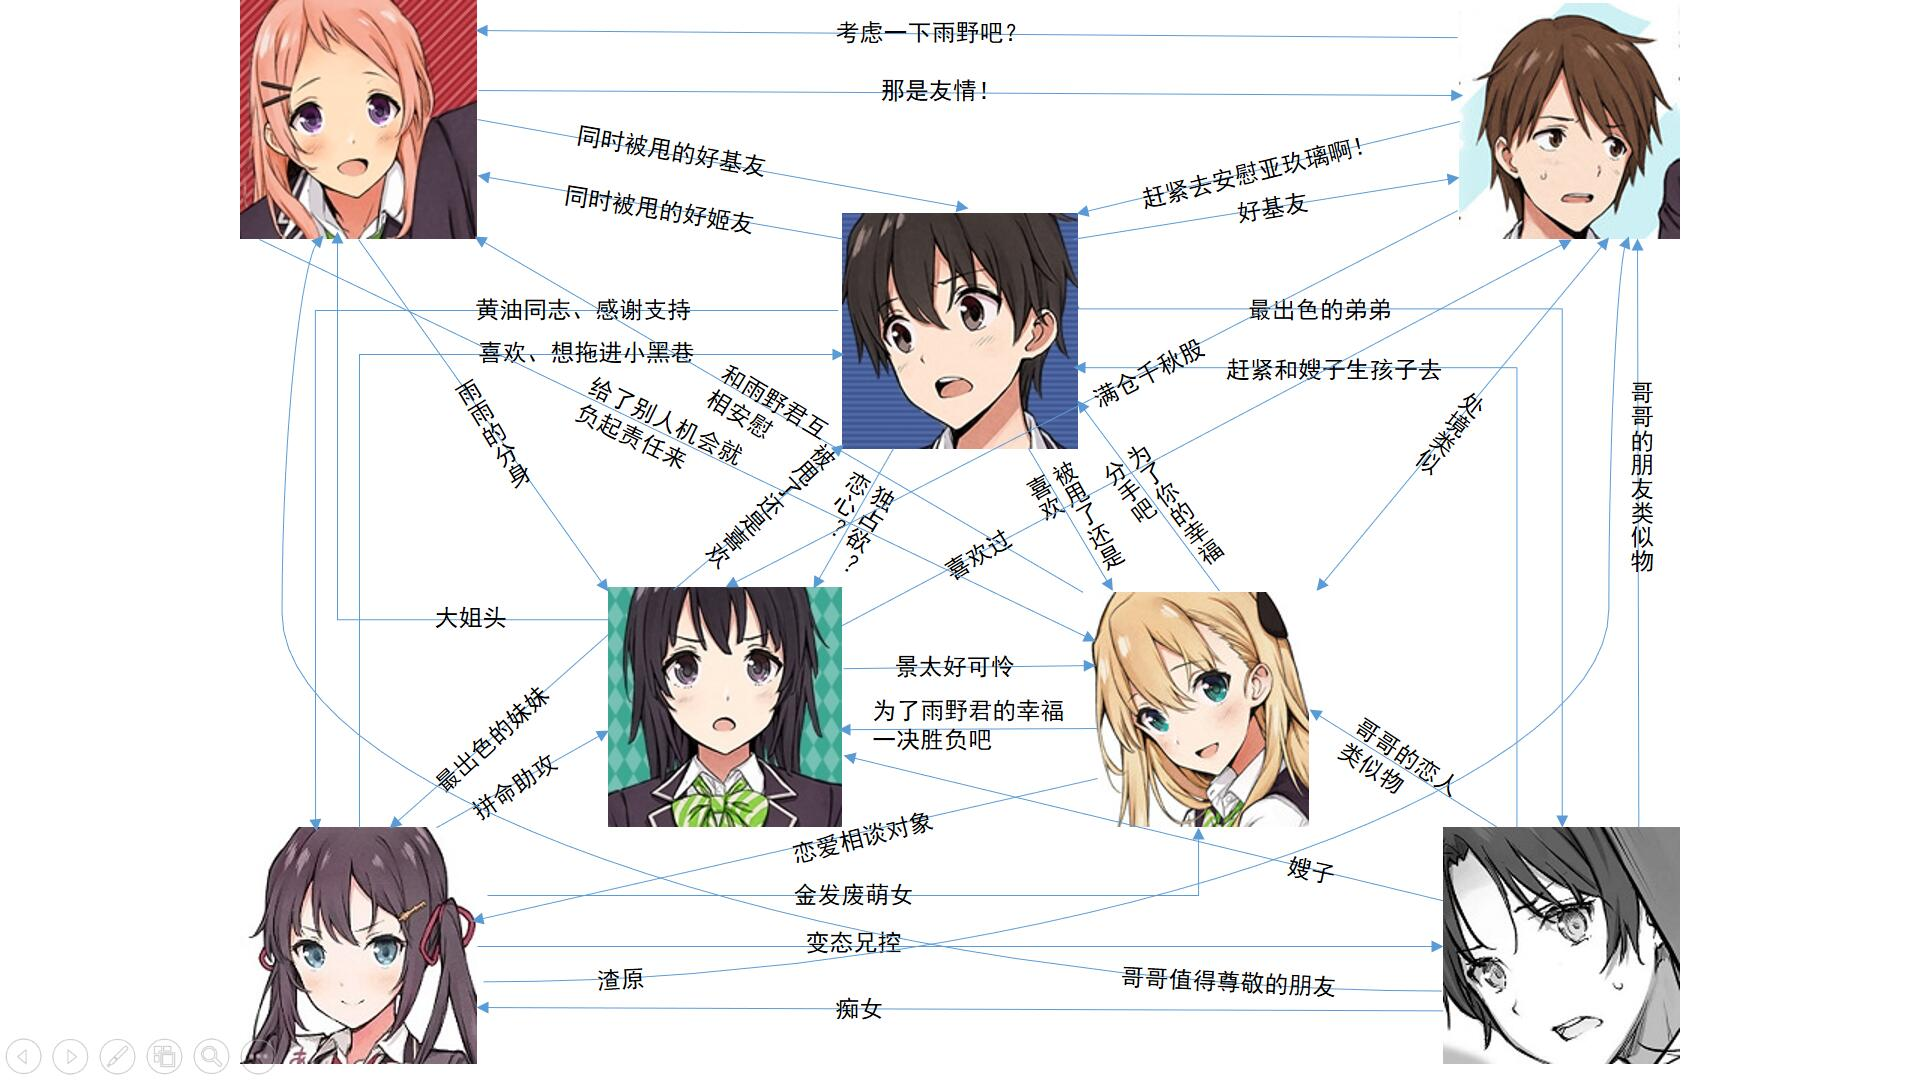 考虑一下雨野吧？
那是友情！
同时被甩的好基友
赶紧去安慰亚玖璃啊！
同时被甩的好姬友
好基友
黄油同志、感谢支持
最出色的弟弟
喜欢、想拖进小黑巷
满仓千秋股
赶紧和嫂子生孩子去
雨雨的分身
给了别人机会就
负起责任来
和雨野君互
相安慰
处境类似
哥哥的朋友类似物
被甩了还是喜欢
独占欲？
恋心？
被甩了还是
喜欢
为了你的幸福
分手吧
喜欢过
大姐头
景太好可怜
为了雨野君的幸福
一决胜负吧
最出色的妹妹
拼命助攻
哥哥的恋人
类似物
恋爱相谈对象
嫂子
金发废萌女
变态兄控
渣原
哥哥值得尊敬的朋友
痴女